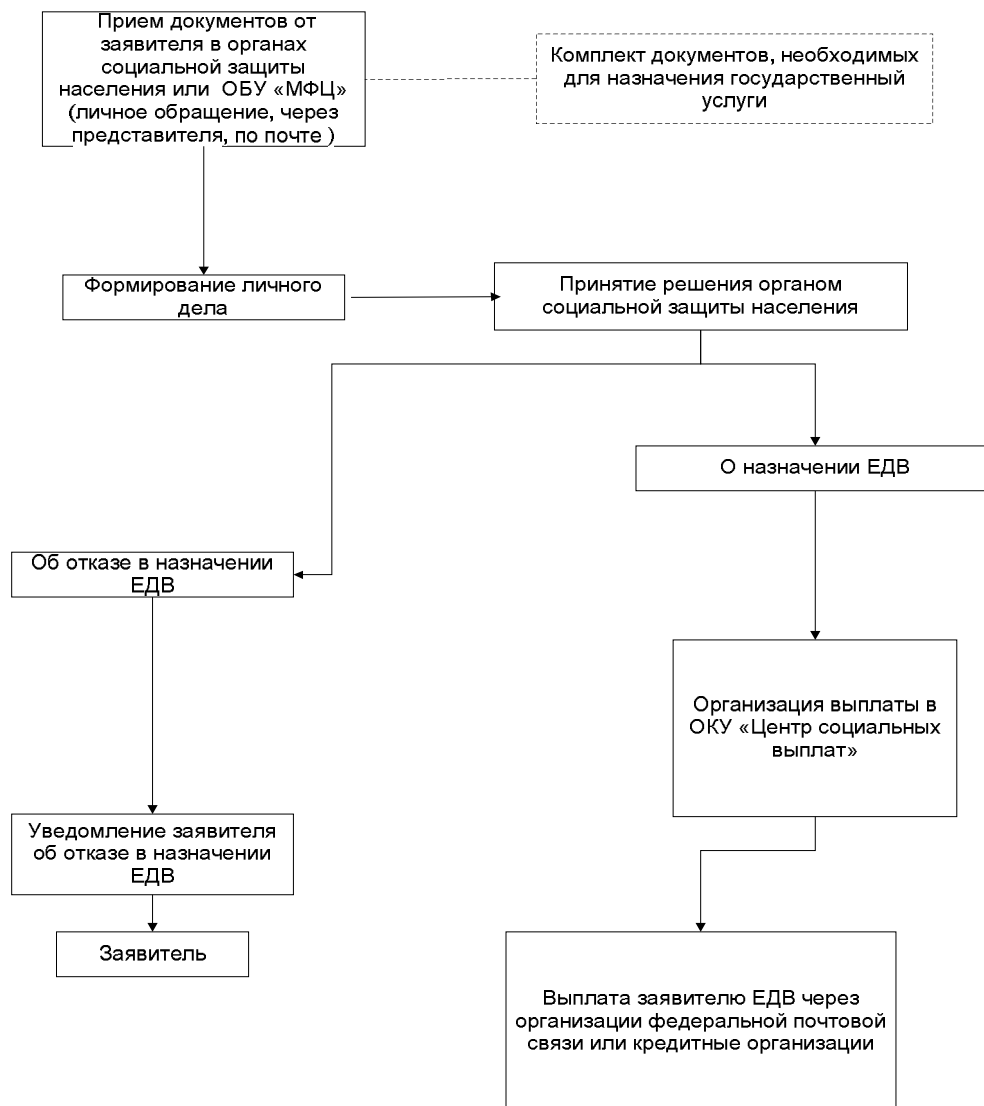 Прием документов от
заявителя в органах
социальной защиты
населения или ОБУ «МФЦ»
(личное обращение, через
представителя, по почте )
Комплект документов, необходимых
для назначения государственный
услуги
Формирование личного
дела
Принятие решения органом
социальной защиты населения
О назначении ЕДВ
Об отказе в назначении
ЕДВ
Организация выплаты в
ОКУ «Центр социальных
выплат»
Уведомление заявителя
об отказе в назначении
ЕДВ
Заявитель
Выплата заявителю ЕДВ через
организации федеральной почтовой
связи или кредитные организации